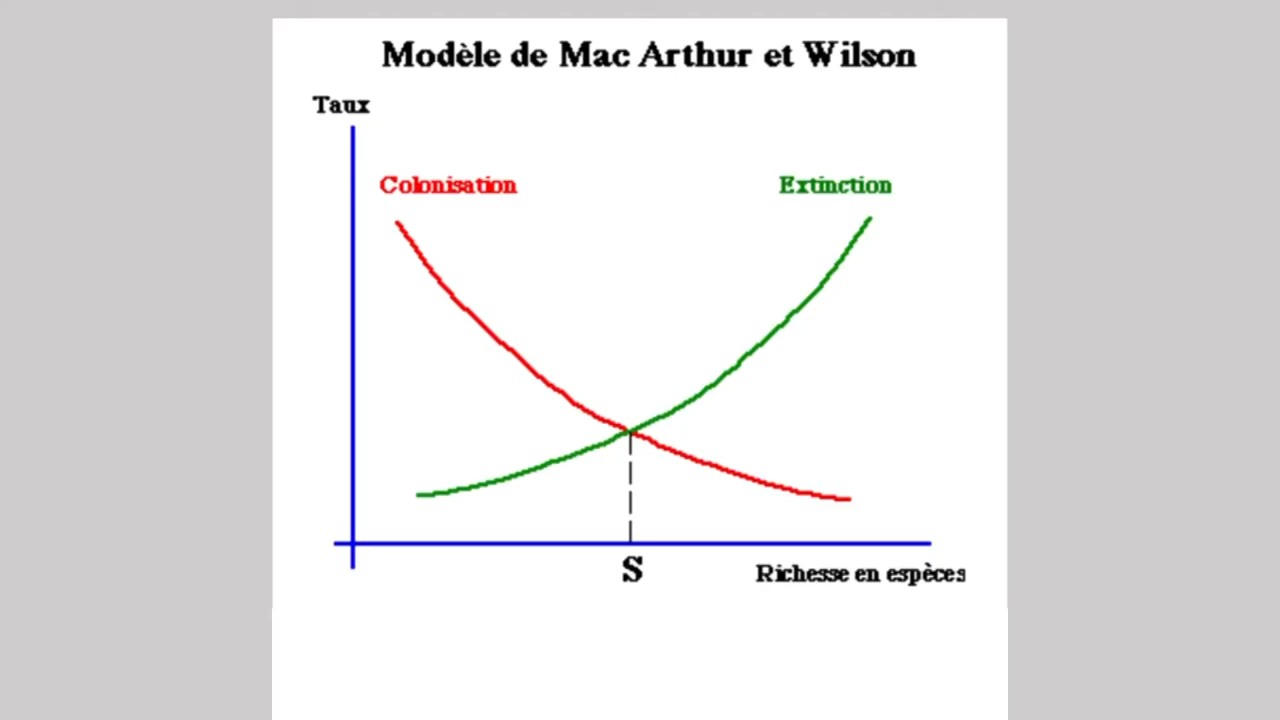 Modèle de Mac Arthur et Wilson
Taux
Colonisation
Extinction
S
Richesse en espèces